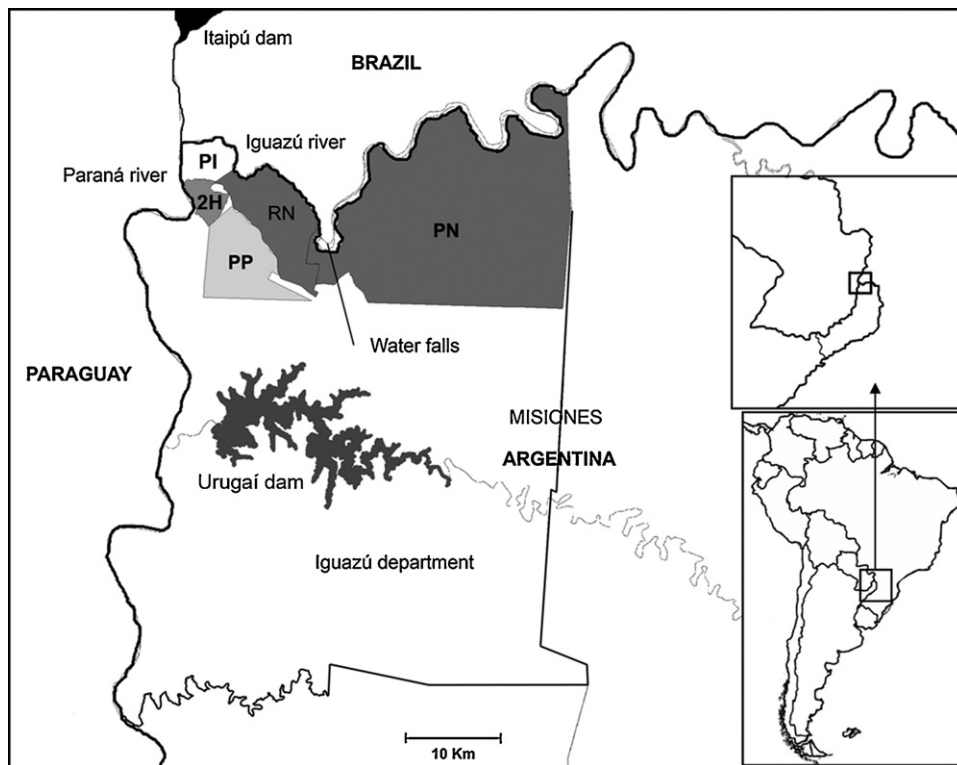 Itaipú dam
BRAZIL
Iguazú river
PI
Paraná river
2H
RN
PN
PP
Water falls
PARAGUAY
MISIONES
ARGENTINA
Urugaí dam
Iguazú department
10 Km